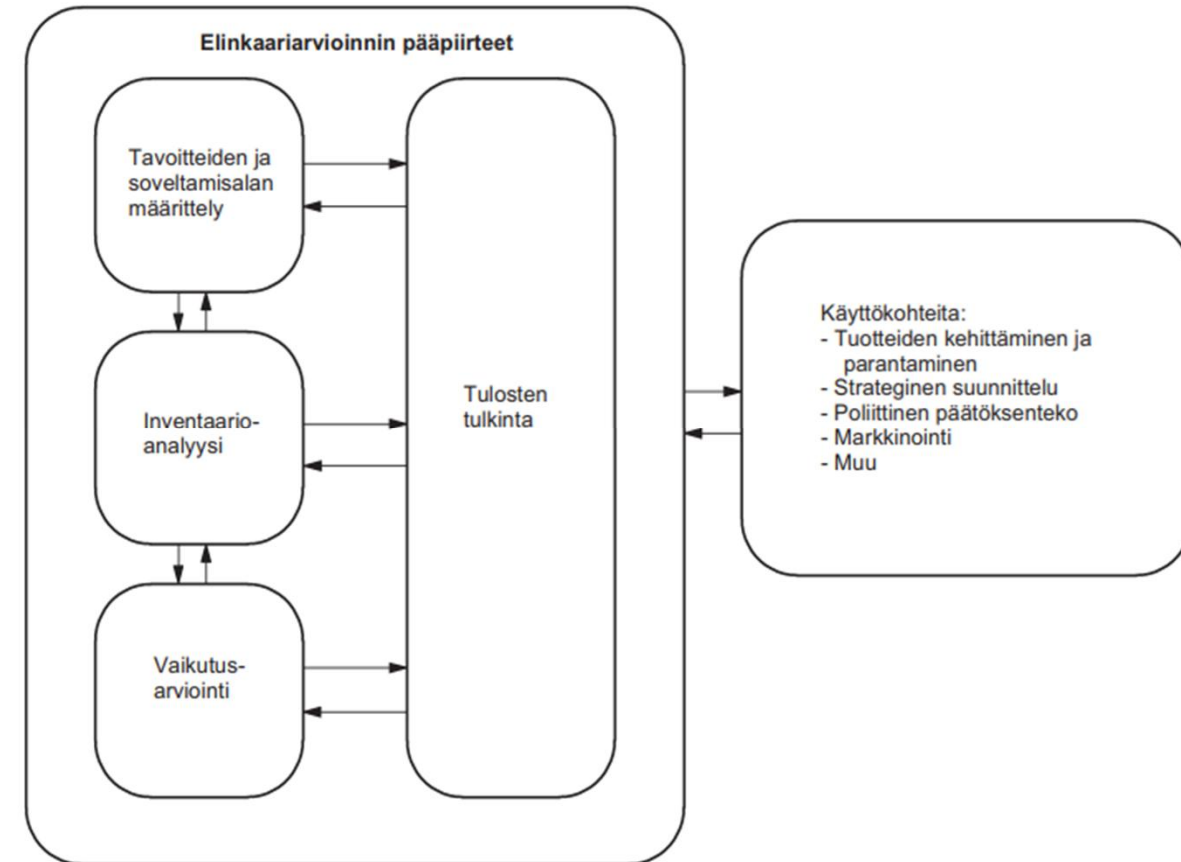 Elinkaariarvioinnin pääpiirteet
Tavoitteiden ja
soveltamisalan
määrittely
Inventaario-
analyysi
Vaikutus-
arviointi
Tulosten
tulkinta
Käyttökohteita:
- Tuotteiden kehittäminen ja
parantaminen
- Strateginen suunnittelu
- Poliittinen päätöksenteko
- Markkinointi
- Muu